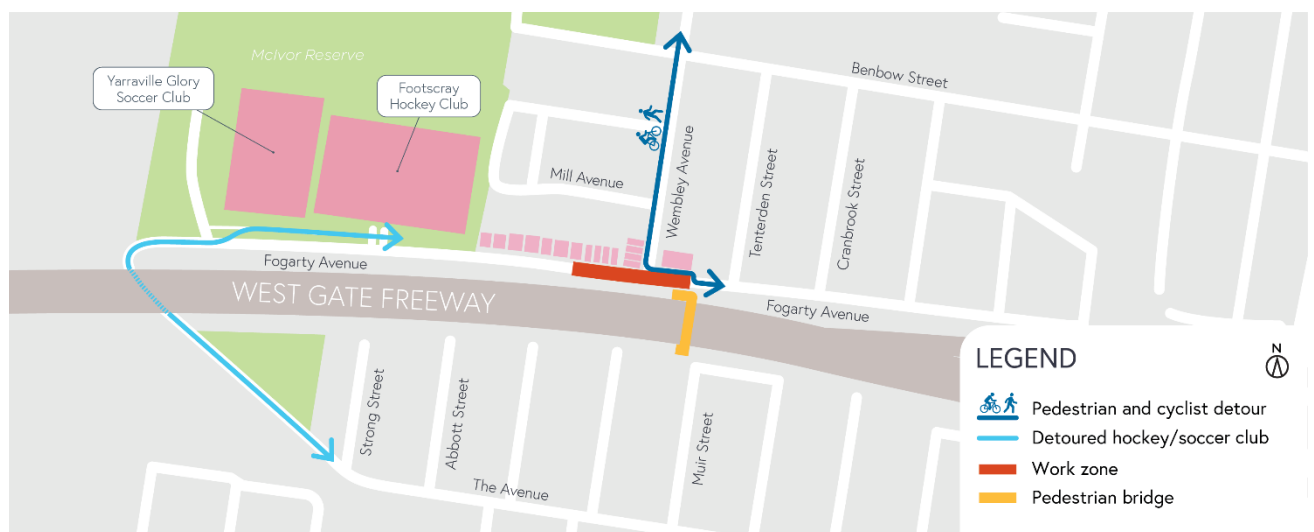 McIvor Reserve
Yarraville Glory
Soccer Club
Footscray
Hockey Club
Benbow Street
Mill Avenue
Wembley Avenue
Tenterden Street
Cranbrook Street
Fogarty Avenue
WEST GATE FREEWAY
Fogarty Avenue
Strong Street
Abbott Street
Muir Street
The Avenue
LEGEND
N
Pedestrian and cyclist detour
Detoured hockey/soccer club
Work zone
Pedestrian bridge